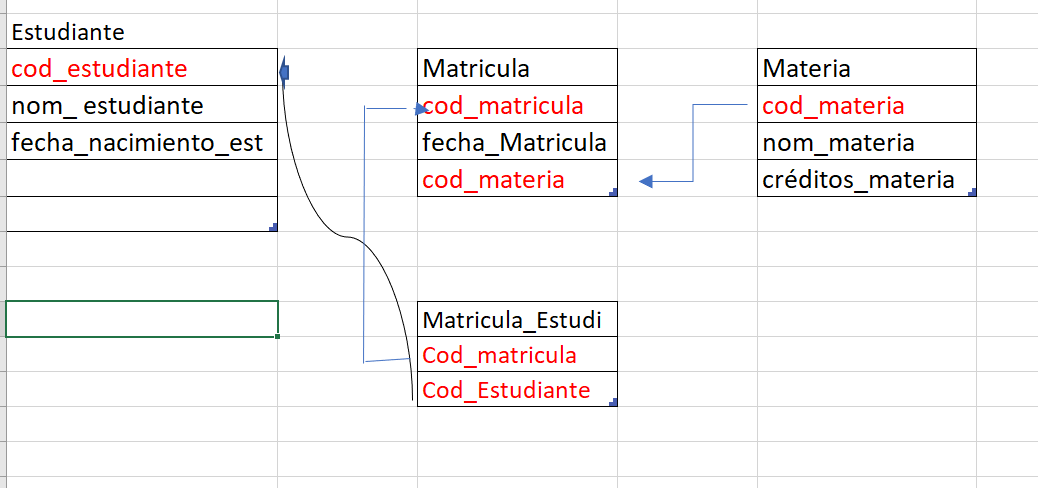 Estudiante
cod_estudiante
nom_ estudiante
fecha_nacimiento_est
Matricula
cod_matricula
fecha_Matricula
cod_materia
Materia
cod_materia
nom_materia
créditos_materia
Matricula_Estudi
Cod_matricula
Cod_Estudiante